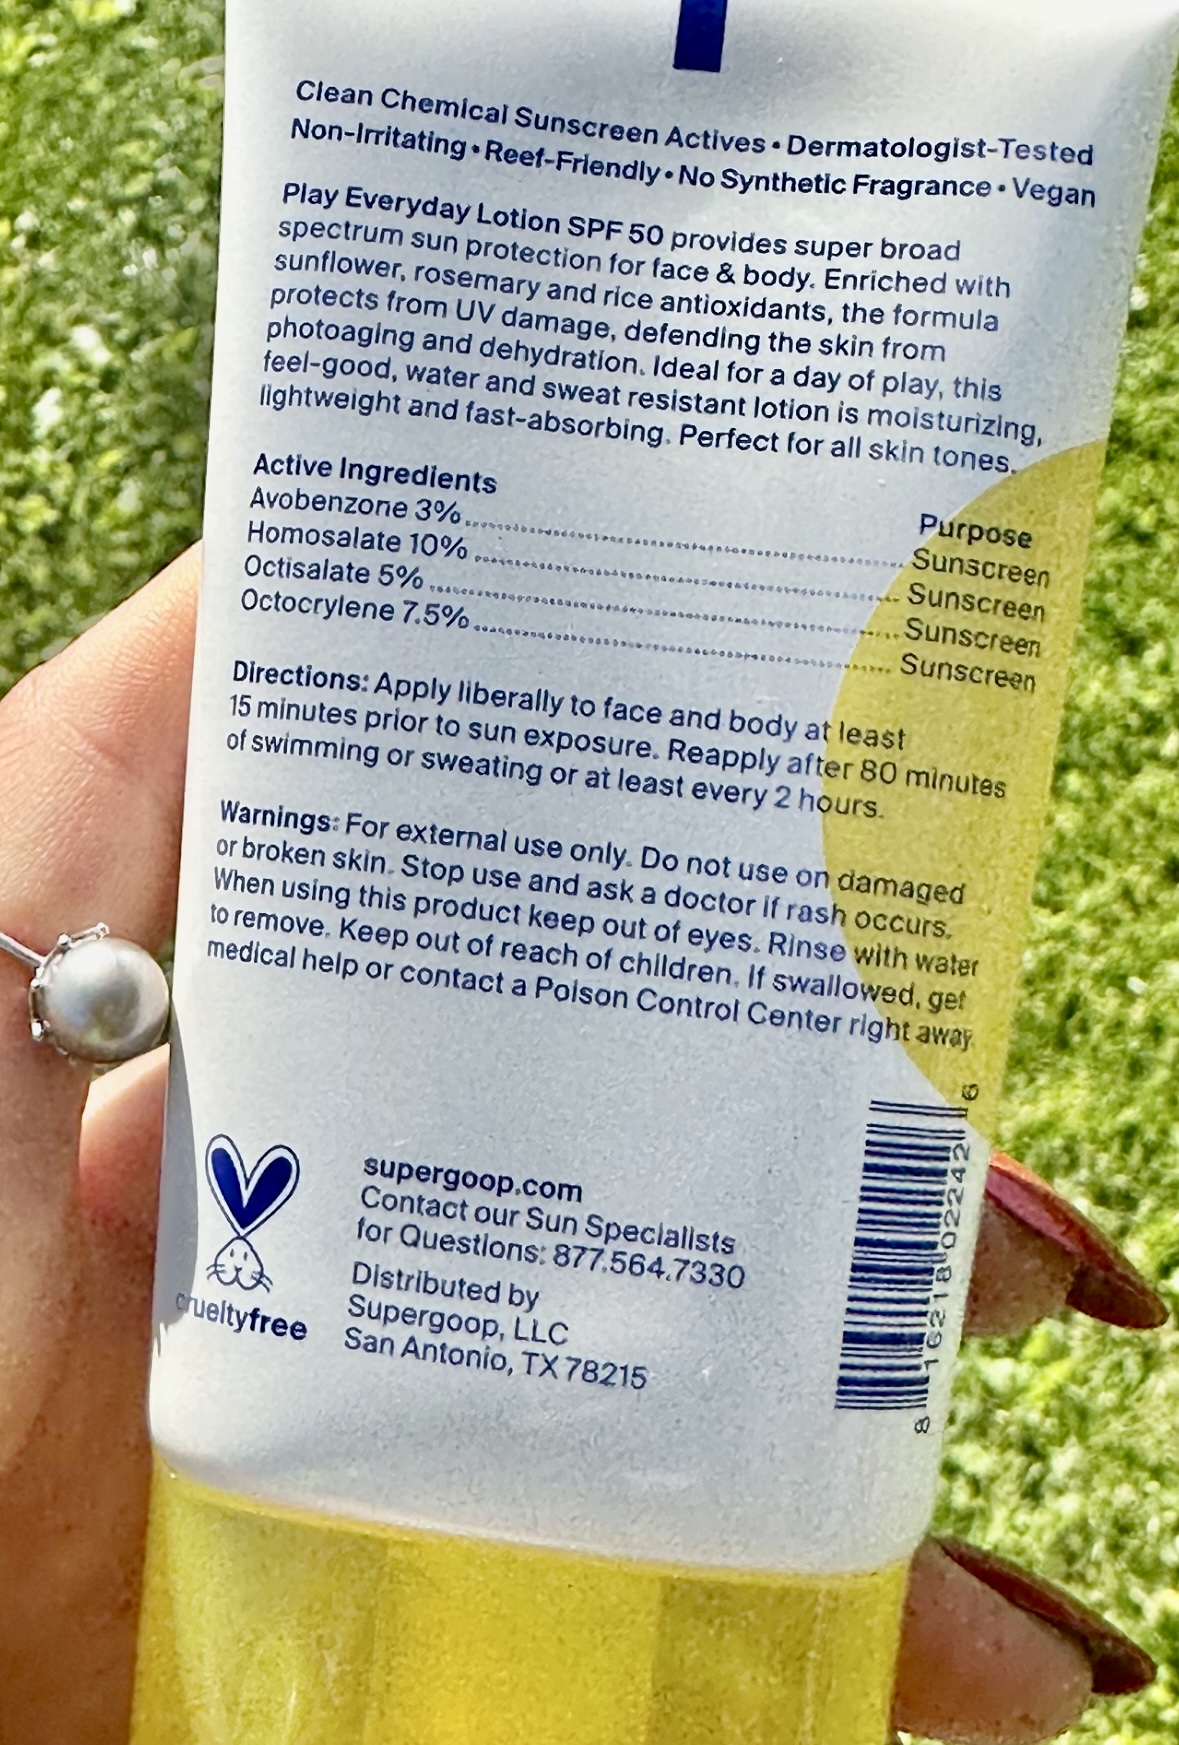 Clean Chemical Sunscreen Actives • Dermatologist-Tested
Non-Irritating • Reef-Friendly • No Synthetic Fragrance • Vegan
Play Everyday Lotion SPF 50 provides super broad
spectrum sun protection for face & body. Enriched with
sunflower, rosemary and rice antioxidants, the formula
protects from UV damage, defending the skin from
photoaging and dehydration. Ideal for a day of play, this
feel-good, water and sweat resistant lotion is moisturizing,
lightweight and fast-absorbing. Perfect for all skin tones.
Active Ingredients Purpose
Avobenzone 3% Sunscreen
Homosalate 10% Sunscreen
Octisalate 5% Sunscreen
Octocrylene 7.5% Sunscreen
Directions: Apply liberally to face and body at least
15 minutes prior to sun exposure. Reapply after 80 minutes
of swimming or sweating or at least every 2 hours.
Warnings: For external use only. Do not use on damaged
or broken skin. Stop use and ask a doctor if rash occurs.
When using this product keep out of eyes. Rinse with water
to remove. Keep out of reach of children. If swallowed, get
medical help or contact a Poison Control Center right away.
crueltyfree
supergoop.com
Contact our Sun Specialists
for Questions: 877.564.7330
Distributed by
Supergoop, LLC
San Antonio, TX 78215
8 16218 02242 6